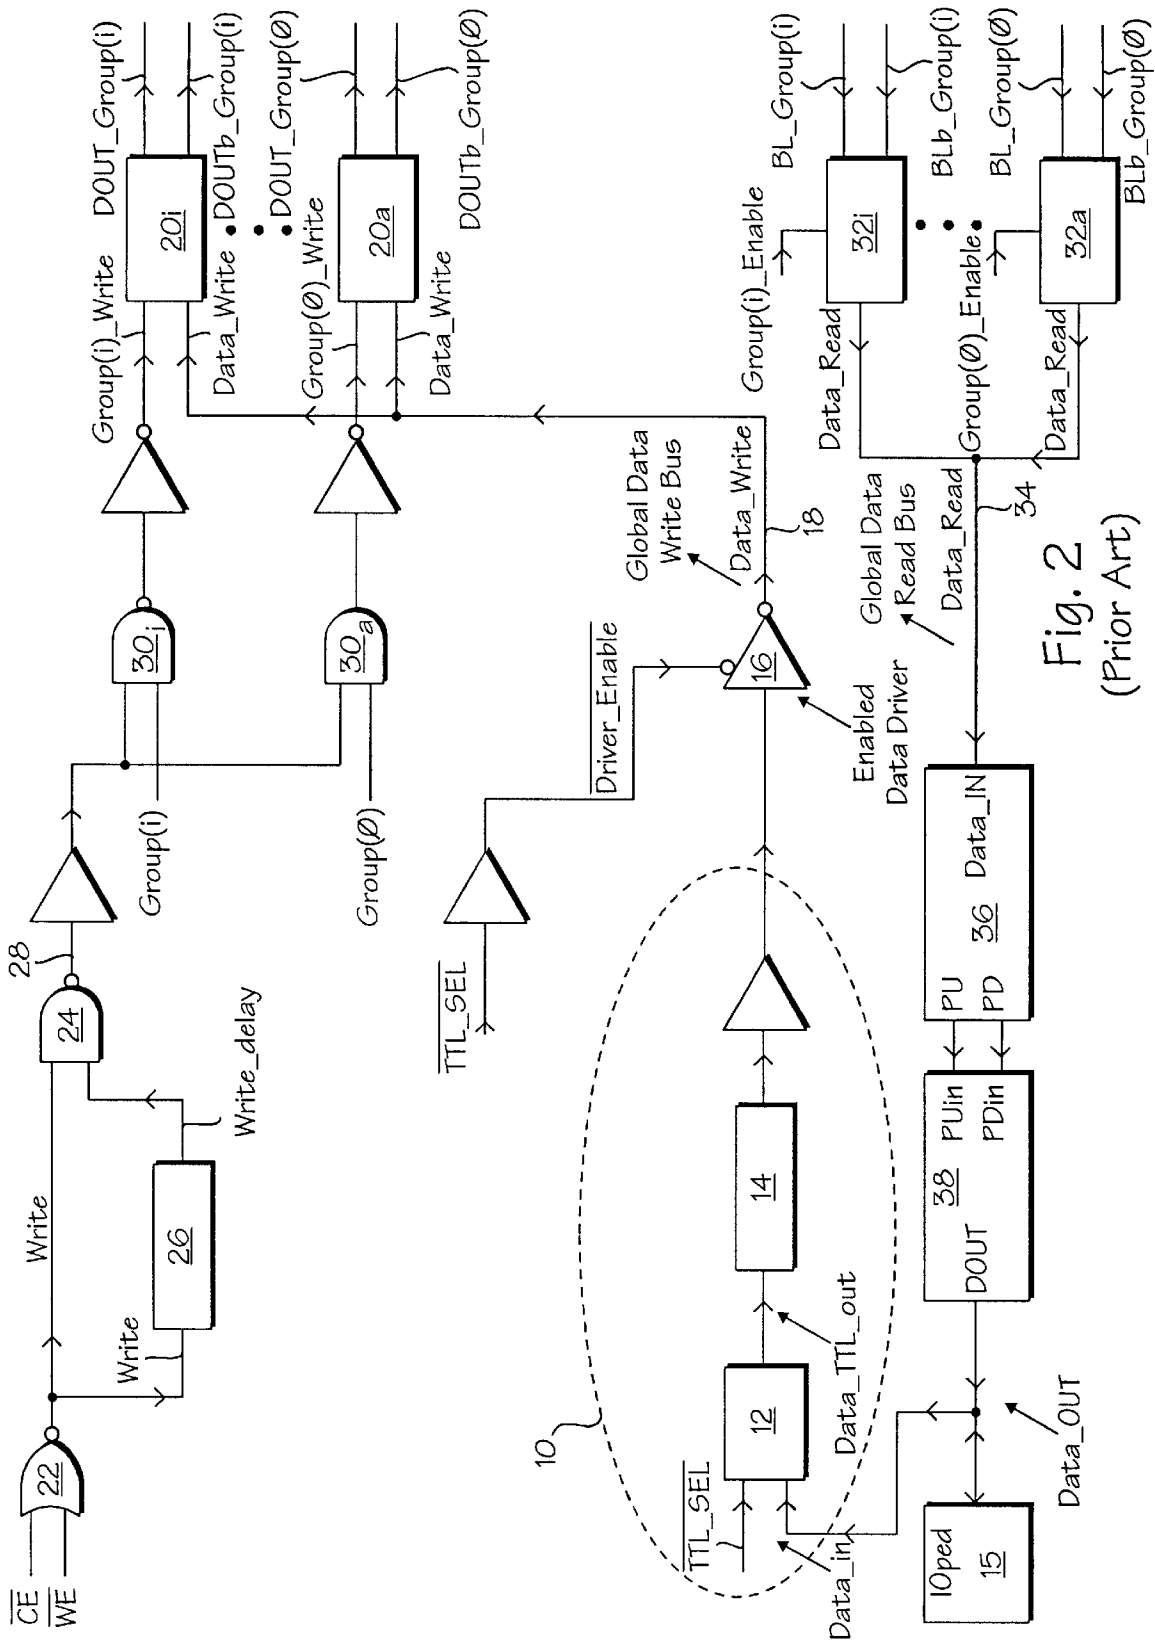 CE
WE
22
Write
Write
26
Write_delay
24
28
Group(i)
Group(Ø)
30i
30a
Group(i)_Write
Data_Write
Group(Ø)_Write
Data_Write
20i
20a
DOUT_Group(i)
DOUTb_Group(i)
DOUT_Group(Ø)
DOUTb_Group(Ø)
TTL_SEL
Driver_Enable
10
TTL_SEL
Data_in
12
Data_TTL_out
14
16
Enabled
Data Driver
Global Data
Write Bus
Data_Write
18
IOped
15
Data_OUT
DOUT
38
PUin
PDin
PU
PD
36
Data_IN
Global Data
Read Bus
Data_Read
34
Data_Read
Data_Read
Group(i)_Enable
Group(Ø)_Enable
32i
32a
BL_Group(i)
BLb_Group(i)
BL_Group(Ø)
BLb_Group(Ø)
Fig. 2
(Prior Art)